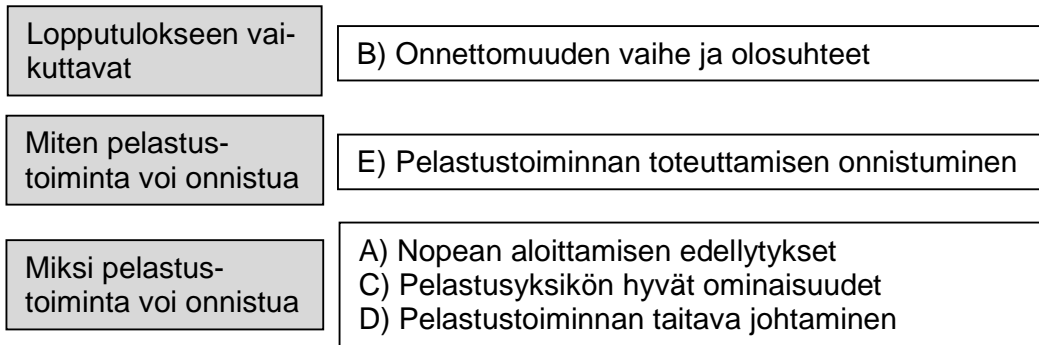 Lopputulokseen vai-
kuttavat
B) Onnettomuuden vaihe ja olosuhteet
Miten pelastus-
toiminta voi onnistua
E) Pelastustoiminnan toteuttamisen onnistuminen
Miksi pelastus-
toiminta voi onnistua
A) Nopean aloittamisen edellytykset
C) Pelastusyksikön hyvät ominaisuudet
D) Pelastustoiminnan taitava johtaminen